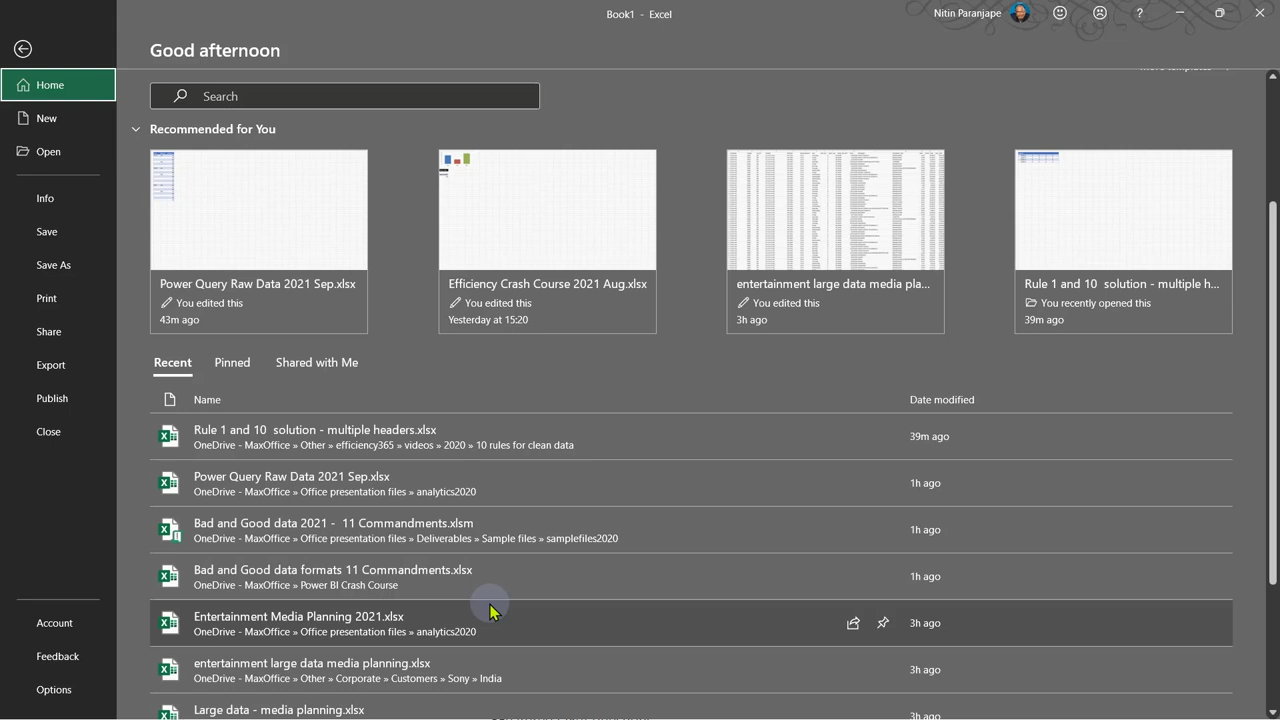 Book1 - Excel
Nitin Paranjape
?
Good afternoon
Home
New
Open
Info
Save
Save As
Print
Share
Export
Publish
Close
Account
Feedback
Options
Search
Recommended for You
Power Query Raw Data 2021 Sep.xlsx
You edited this
43m ago
Efficiency Crash Course 2021 Aug.xlsx
You edited this
Yesterday at 15:20
entertainment large data media pla...
You edited this
3h ago
Rule 1 and 10 solution - multiple h...
You recently opened this
39m ago
Recent Pinned Shared with Me
Name Date modified
Rule 1 and 10 solution - multiple headers.xlsx
OneDrive - MaxOffice » Other » efficiency365 » videos » 2020 » 10 rules for clean data
39m ago
Power Query Raw Data 2021 Sep.xlsx
OneDrive - MaxOffice » Office presentation files » analytics2020
1h ago
Bad and Good data 2021 - 11 Commandments.xlsm
OneDrive - MaxOffice » Office presentation files » Deliverables » Sample files » samplefiles2020
1h ago
Bad and Good data formats 11 Commandments.xlsx
OneDrive - MaxOffice » Power BI Crash Course
1h ago
Entertainment Media Planning 2021.xlsx
OneDrive - MaxOffice » Office presentation files » analytics2020
3h ago
entertainment large data media planning.xlsx
OneDrive - MaxOffice » Other » Corporate » Customers » Sony » India
3h ago
Large data - media planning.xlsx
3h ago